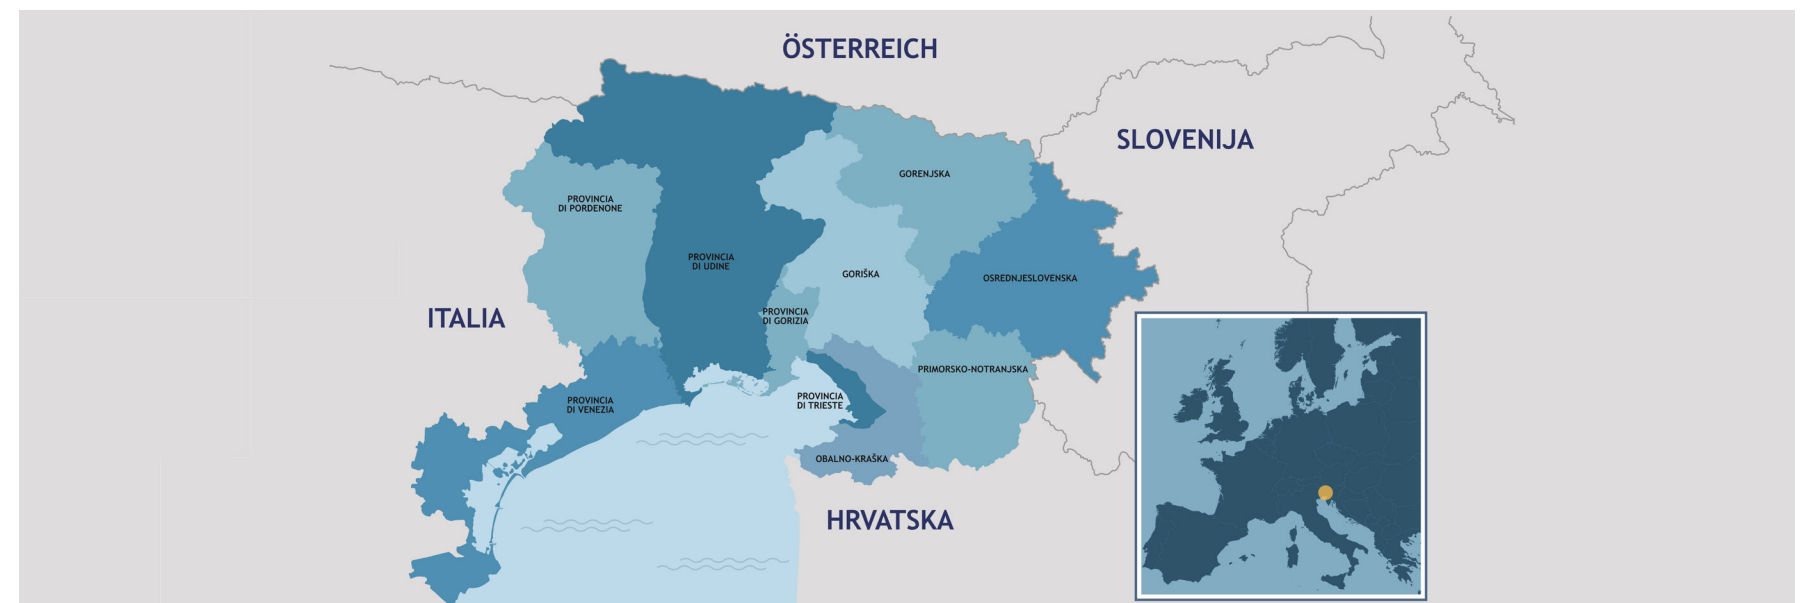 ÖSTERREICH
SLOVENIJA
GORENJSKA
PROVINCIA
DI PORDENONE
PROVINCIA
DI UDINE
GORIŠKA
OSREDNJESLOVENSKA
ITALIA
PROVINCIA
DI GORIZIA
PRIMORSKO-NOTRANJSKA
PROVINCIA
DI VENEZIA
PROVINCIA
DI TRIESTE
OBALNO-KRAŠKA
HRVATSKA